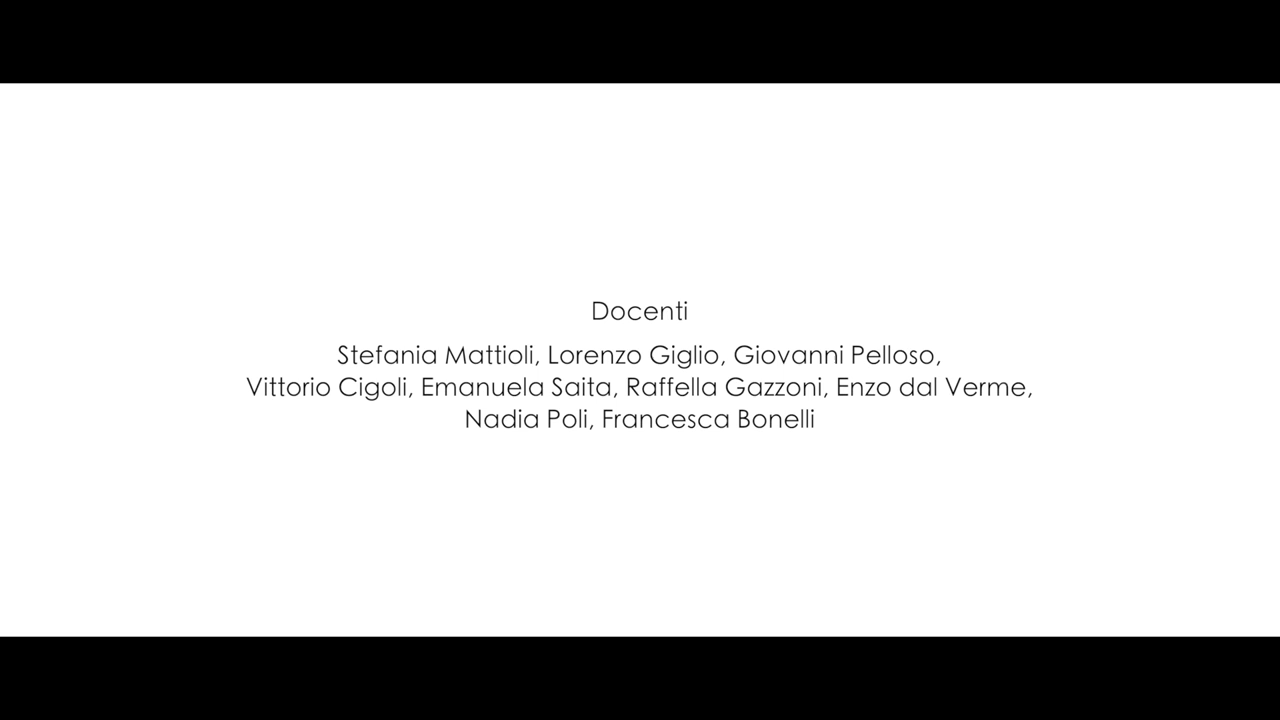 Docenti
Stefania Mattioli, Lorenzo Giglio, Giovanni Pelloso,
Vittorio Cigoli, Emanuela Saita, Raffella Gazzoni, Enzo dal Verme,
Nadia Poli, Francesca Bonelli